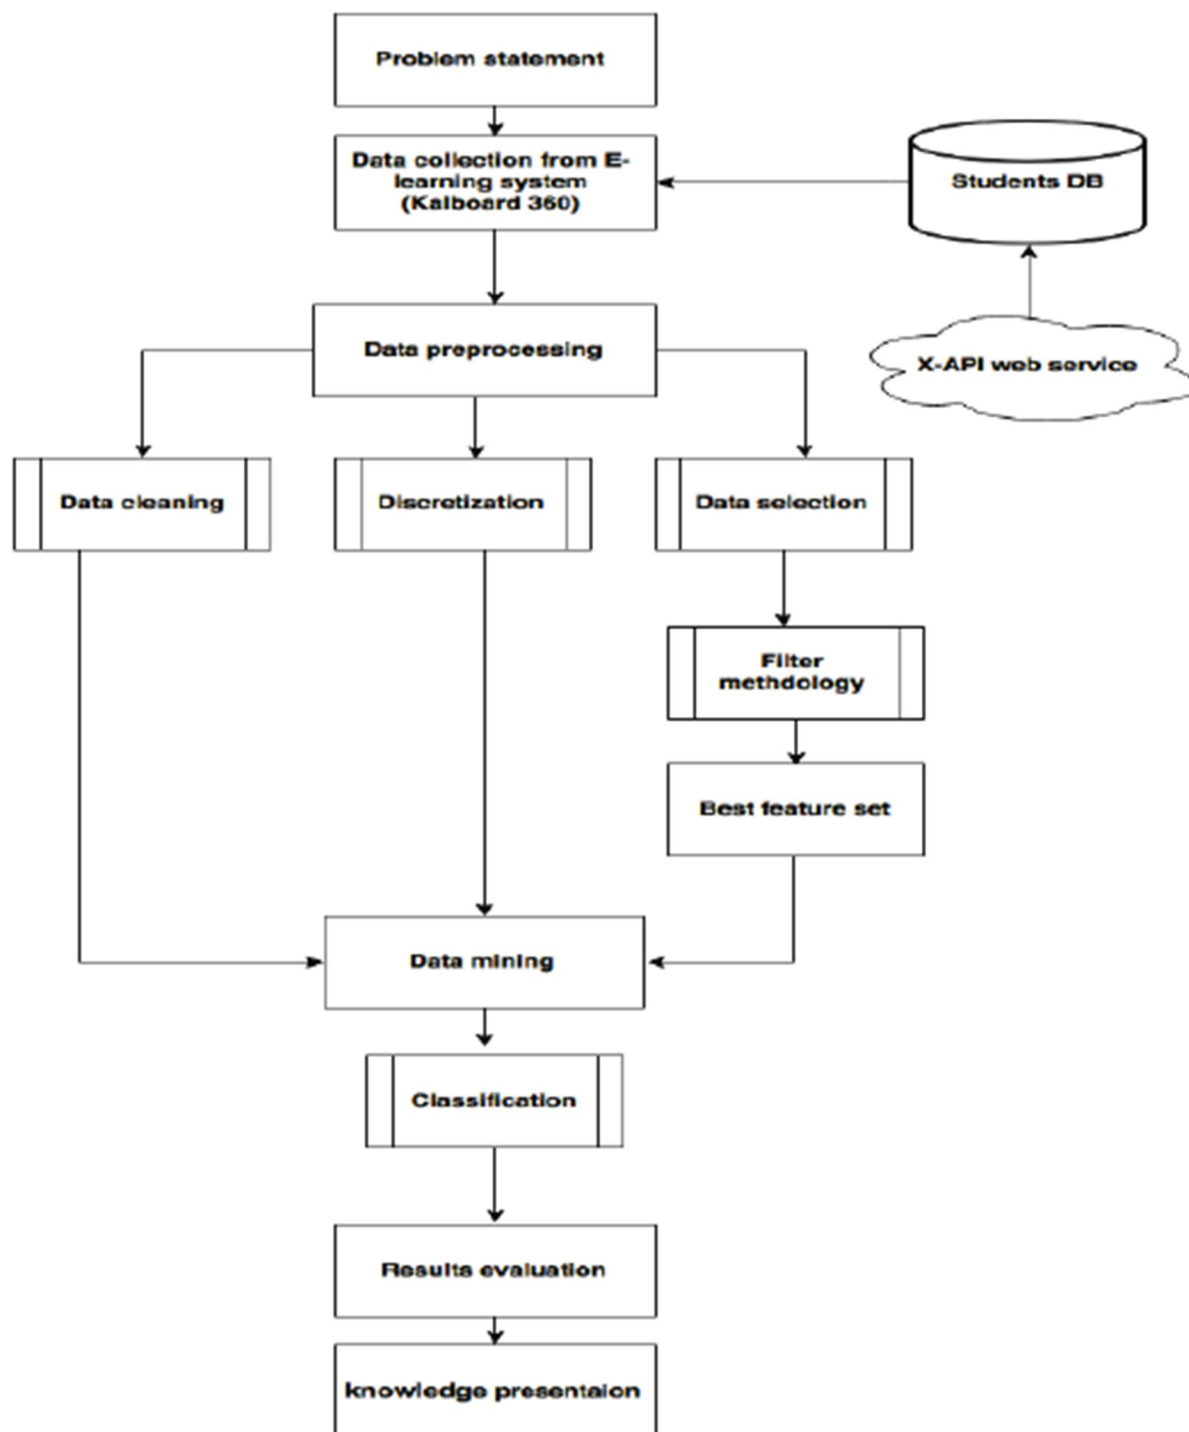 Problem statement
Data collection from E-
learning system
(Kalboard 360)
Students DB
Data preprocessing
X-API web service
Data cleaning
Discretization
Data selection
Filter
methdology
Best feature set
Data mining
Classification
Results evaluation
knowledge presentaion